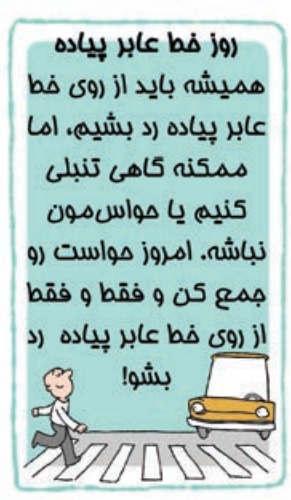 روز خط عابر پیاده
همیشه باید از روی خط
عابر پیاده رد بشیم، اما
ممکنه گاهی تنبلی
کنیم یا حواس‌مون
نباشه. امروز حواست رو
جمع کن و فقط و فقط
از روی خط عابر پیاده رد
بشو!